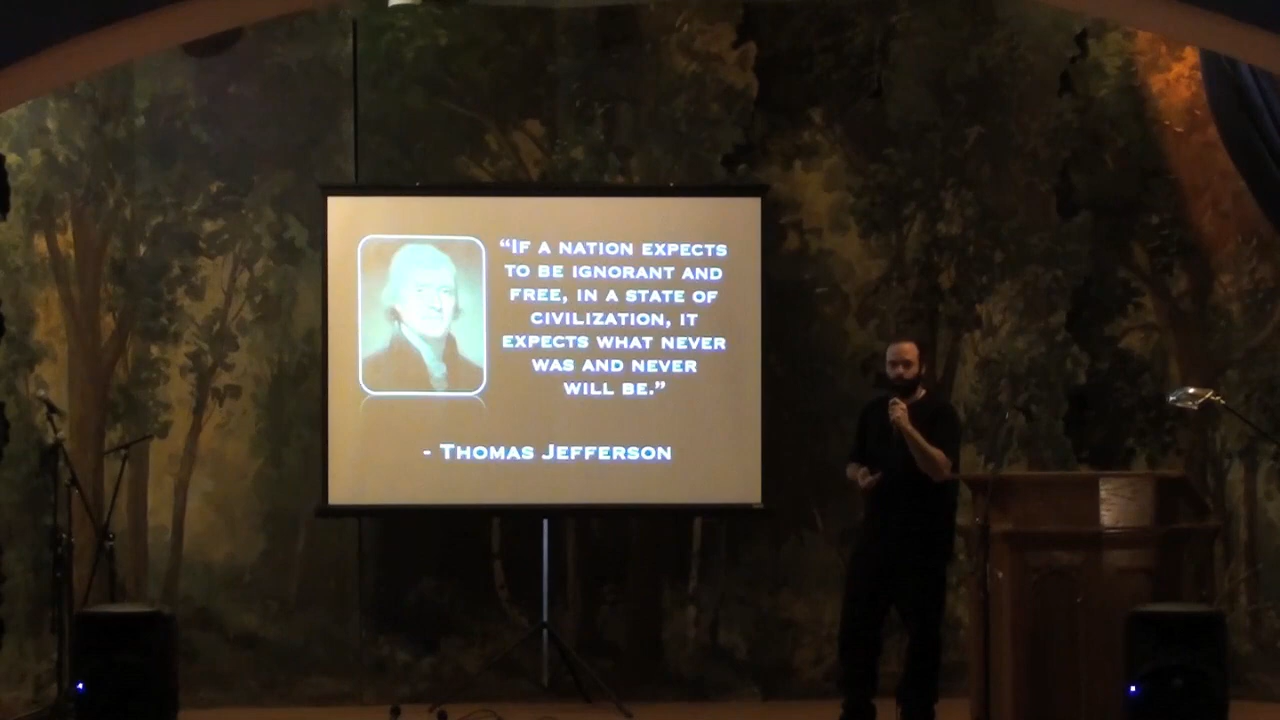 “IF A NATION EXPECTS
TO BE IGNORANT AND
FREE, IN A STATE OF
CIVILIZATION, IT
EXPECTS WHAT NEVER
WAS AND NEVER
WILL BE.”
- THOMAS JEFFERSON